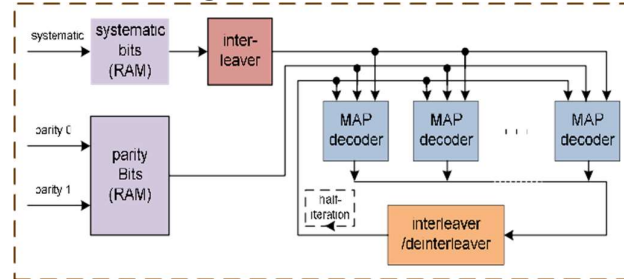 systematic
systematic
bits
(RAM)
inter-
leaver
parity 0
parity 1
parity
Bits
(RAM)
MAP
decoder
MAP
decoder
MAP
decoder
half-
iteration
interleaver
/deinterleaver